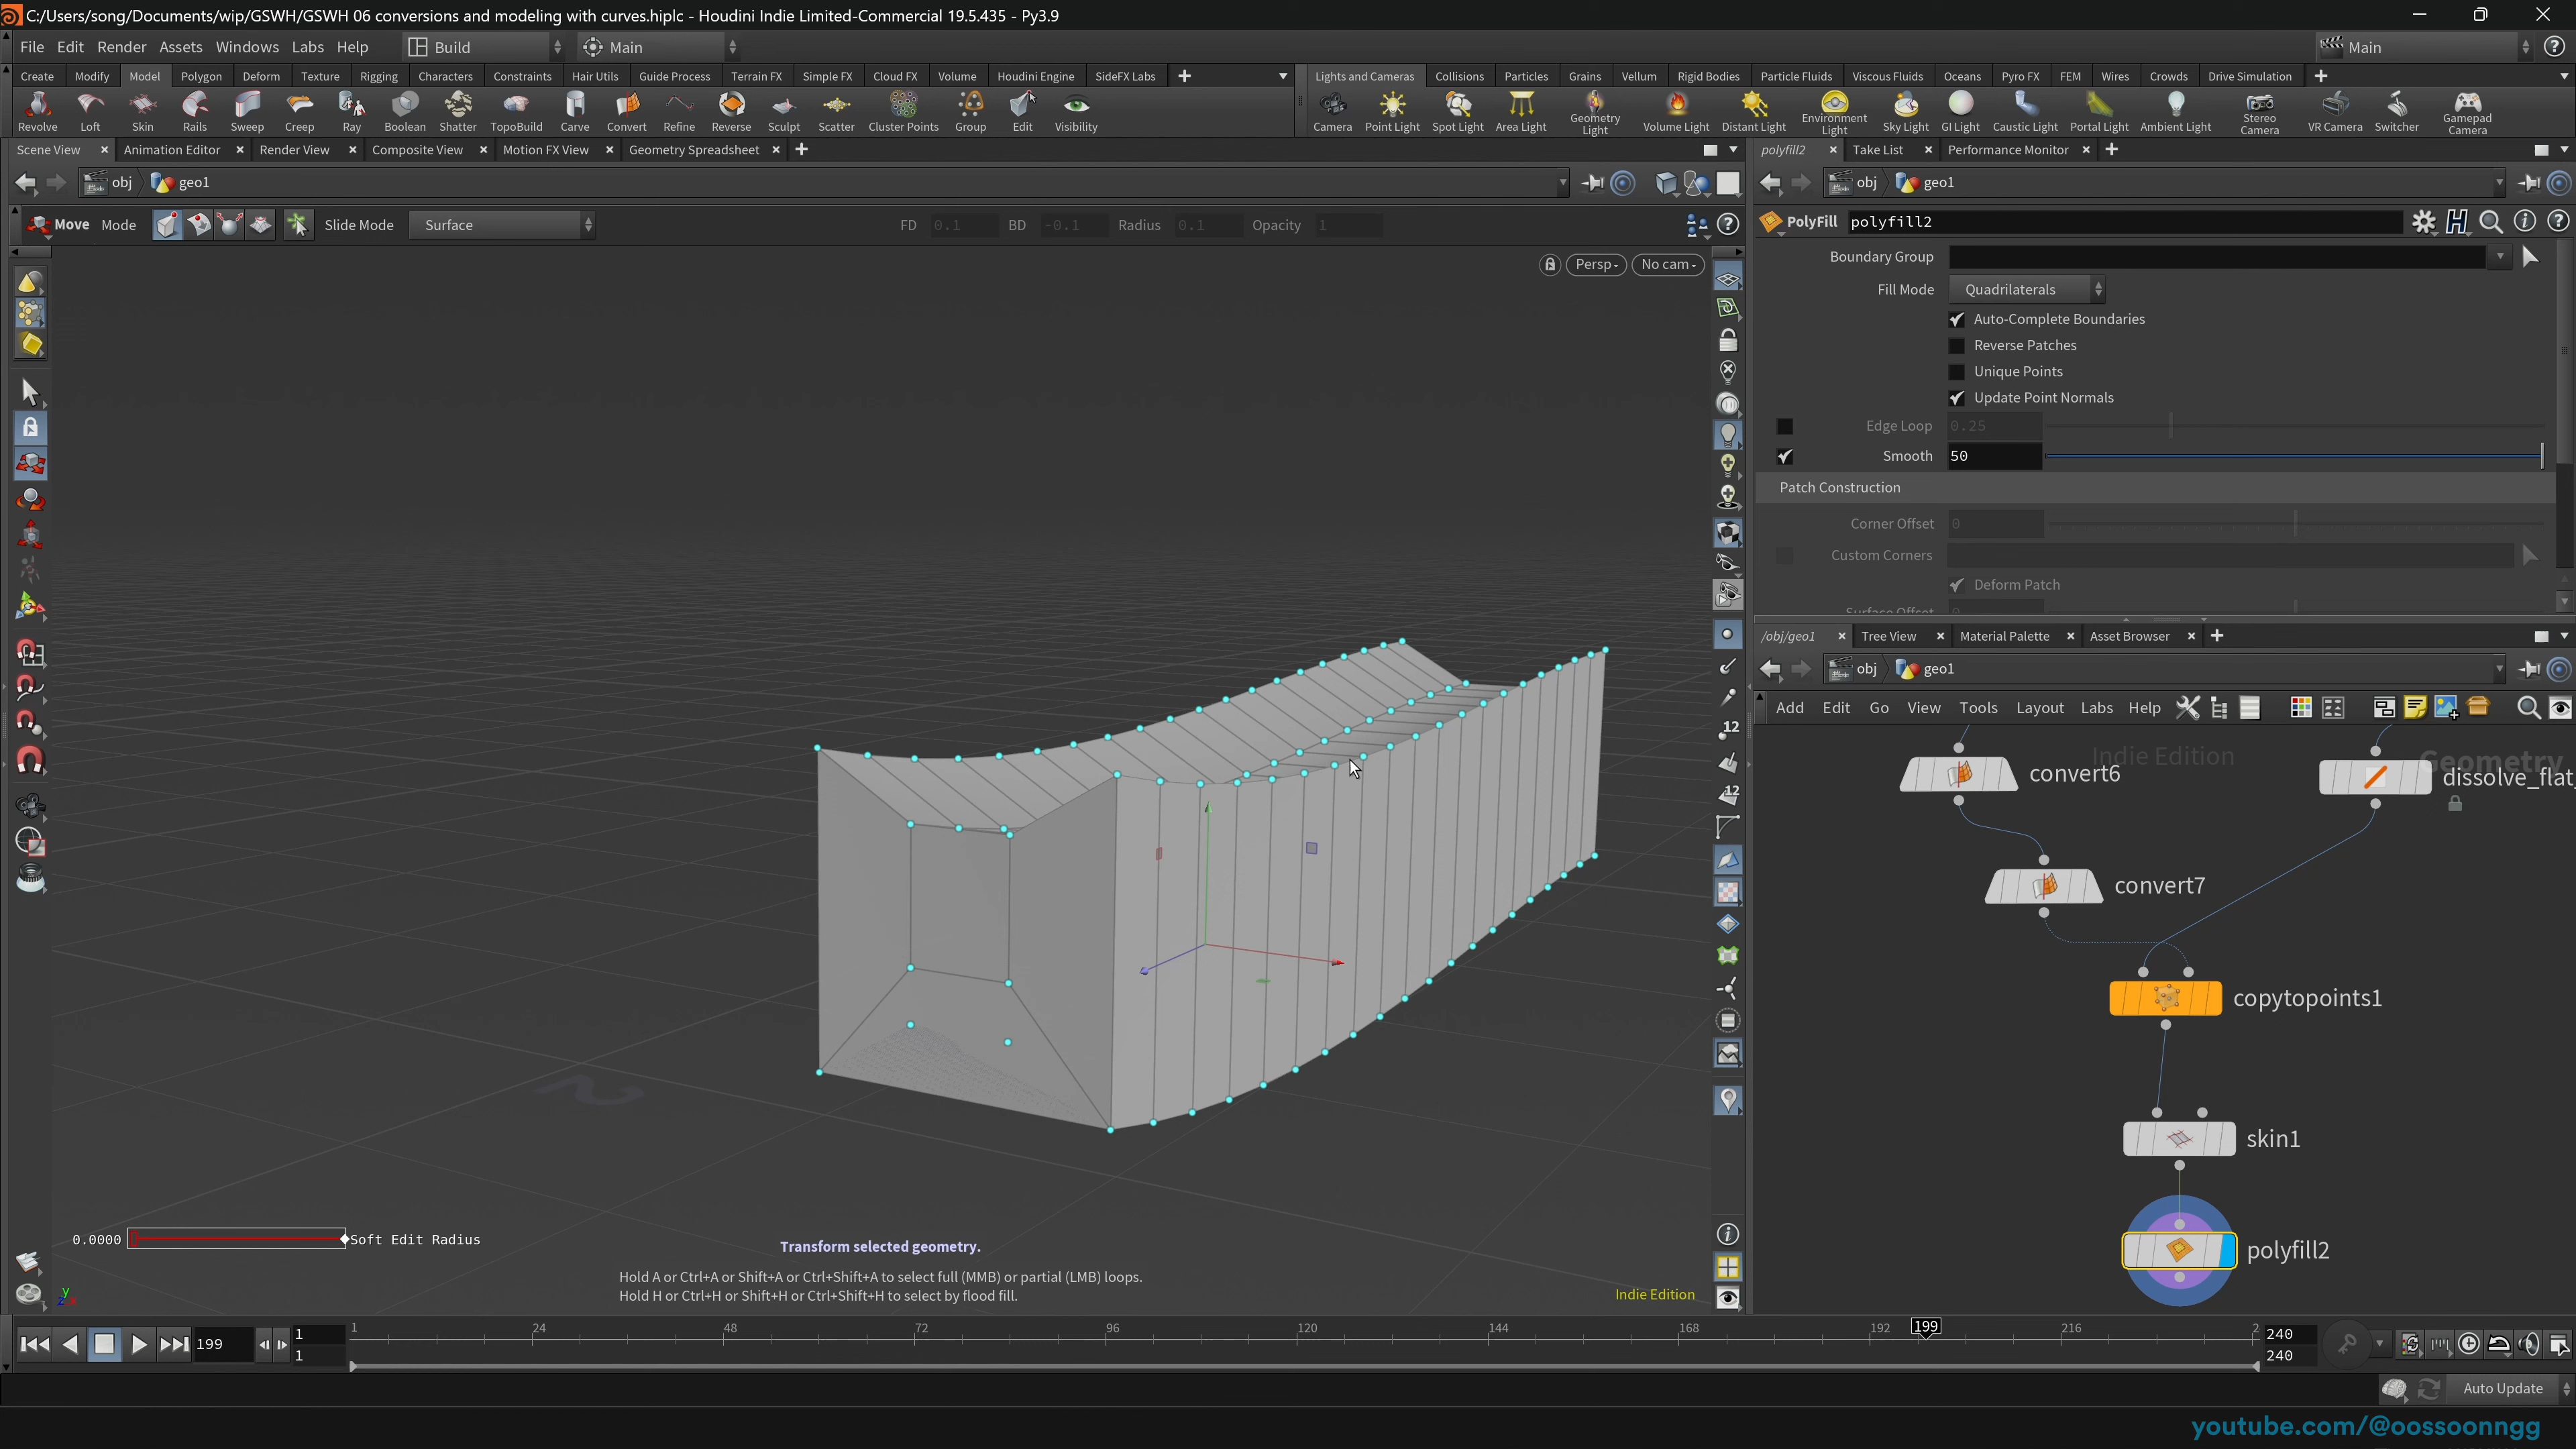 C:/Users/song/Documents/wip/GSWH/GSWH 06 conversions and modeling with curves.hiplc - Houdini Indie Limited-Commercial 19.5.435 - Py3.9
File Edit Render Assets Windows Labs Help Build Main Main
Create Modify Model Polygon Deform Texture Rigging Characters Constraints Hair Utils Guide Process Terrain FX Simple FX Cloud FX Volume Houdini Engine SideFX Labs Lights and Cameras Collisions Particles Grains Vellum Rigid Bodies Particle Fluids Viscous Fluids Oceans Pyro FX FEM Wires Crowds Drive Simulation
Revolve Loft Skin Rails Sweep Creep Ray Boolean Shatter TopoBuild Carve Convert Refine Reverse Sculpt Scatter Cluster Points Group Edit Visibility Camera Point Light Spot Light Area Light Geometry Light Volume Light Distant Light Environment Light Sky Light GI Light Caustic Light Portal Light Ambient Light Stereo Camera VR Camera Switcher Gamepad Camera
Scene View Animation Editor Render View Composite View Motion FX View Geometry Spreadsheet
obj geo1
Move Mode Slide Mode Surface FD 0.1 BD -0.1 Radius 0.1 Opacity 1
Persp No cam
12
12
0.0000 Soft Edit Radius
Transform selected geometry.
Hold A or Ctrl+A or Shift+A or Ctrl+Shift+A to select full (MMB) or partial (LMB) loops.
Hold H or Ctrl+H or Shift+H or Ctrl+Shift+H to select by flood fill.
Indie Edition
polyfill2 Take List Performance Monitor
obj geo1
PolyFill polyfill2
Boundary Group
Fill Mode Quadrilaterals
Auto-Complete Boundaries
Reverse Patches
Unique Points
Update Point Normals
Edge Loop 0.25
Smooth 50
Patch Construction
Corner Offset 0
Custom Corners
Deform Patch
Surface Offset 0
/obj/geo1 Tree View Material Palette Asset Browser
obj geo1
Add Edit Go View Tools Layout Labs Help
Indie Edition
Geometry
convert6
dissolve_flat_
convert7
copytopoints1
skin1
polyfill2
199 1 1 1 24 48 72 96 120 144 168 192 199 216 2 240 240
Auto Update
youtube.com/@oossoonngg